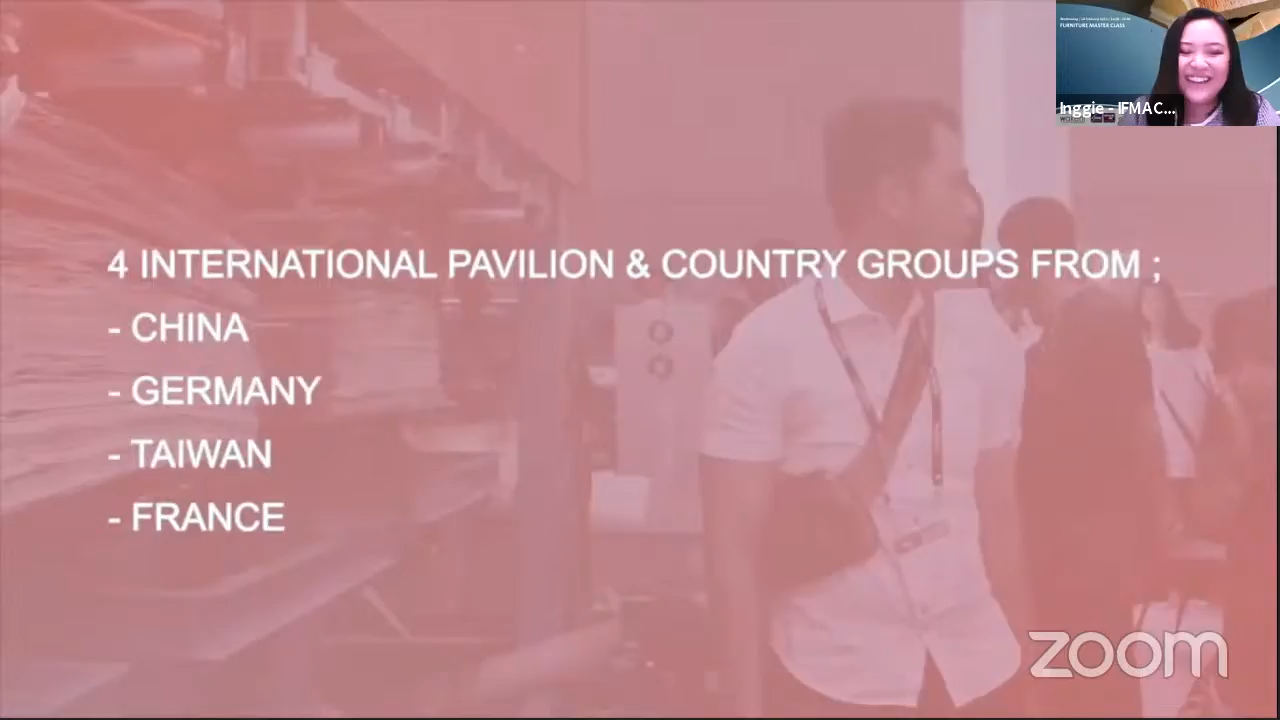 FURNITURE MASTER CLASS
Inggie - IFMAC...
4 INTERNATIONAL PAVILION & COUNTRY GROUPS FROM ;
- CHINA
- GERMANY
- TAIWAN
- FRANCE
zoom